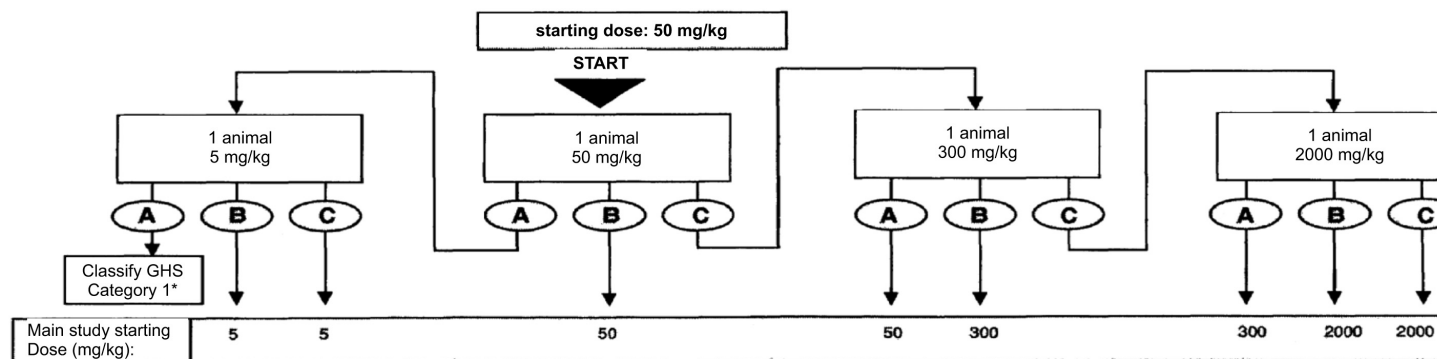 starting dose: 50 mg/kg
START
1 animal
5 mg/kg
1 animal
50 mg/kg
1 animal
300 mg/kg
1 animal
2000 mg/kg
A B C A B C A B C A B C
Classify GHS
Category 1*
Main study starting
Dose (mg/kg):
5 5 50 50 300 300 2000 2000